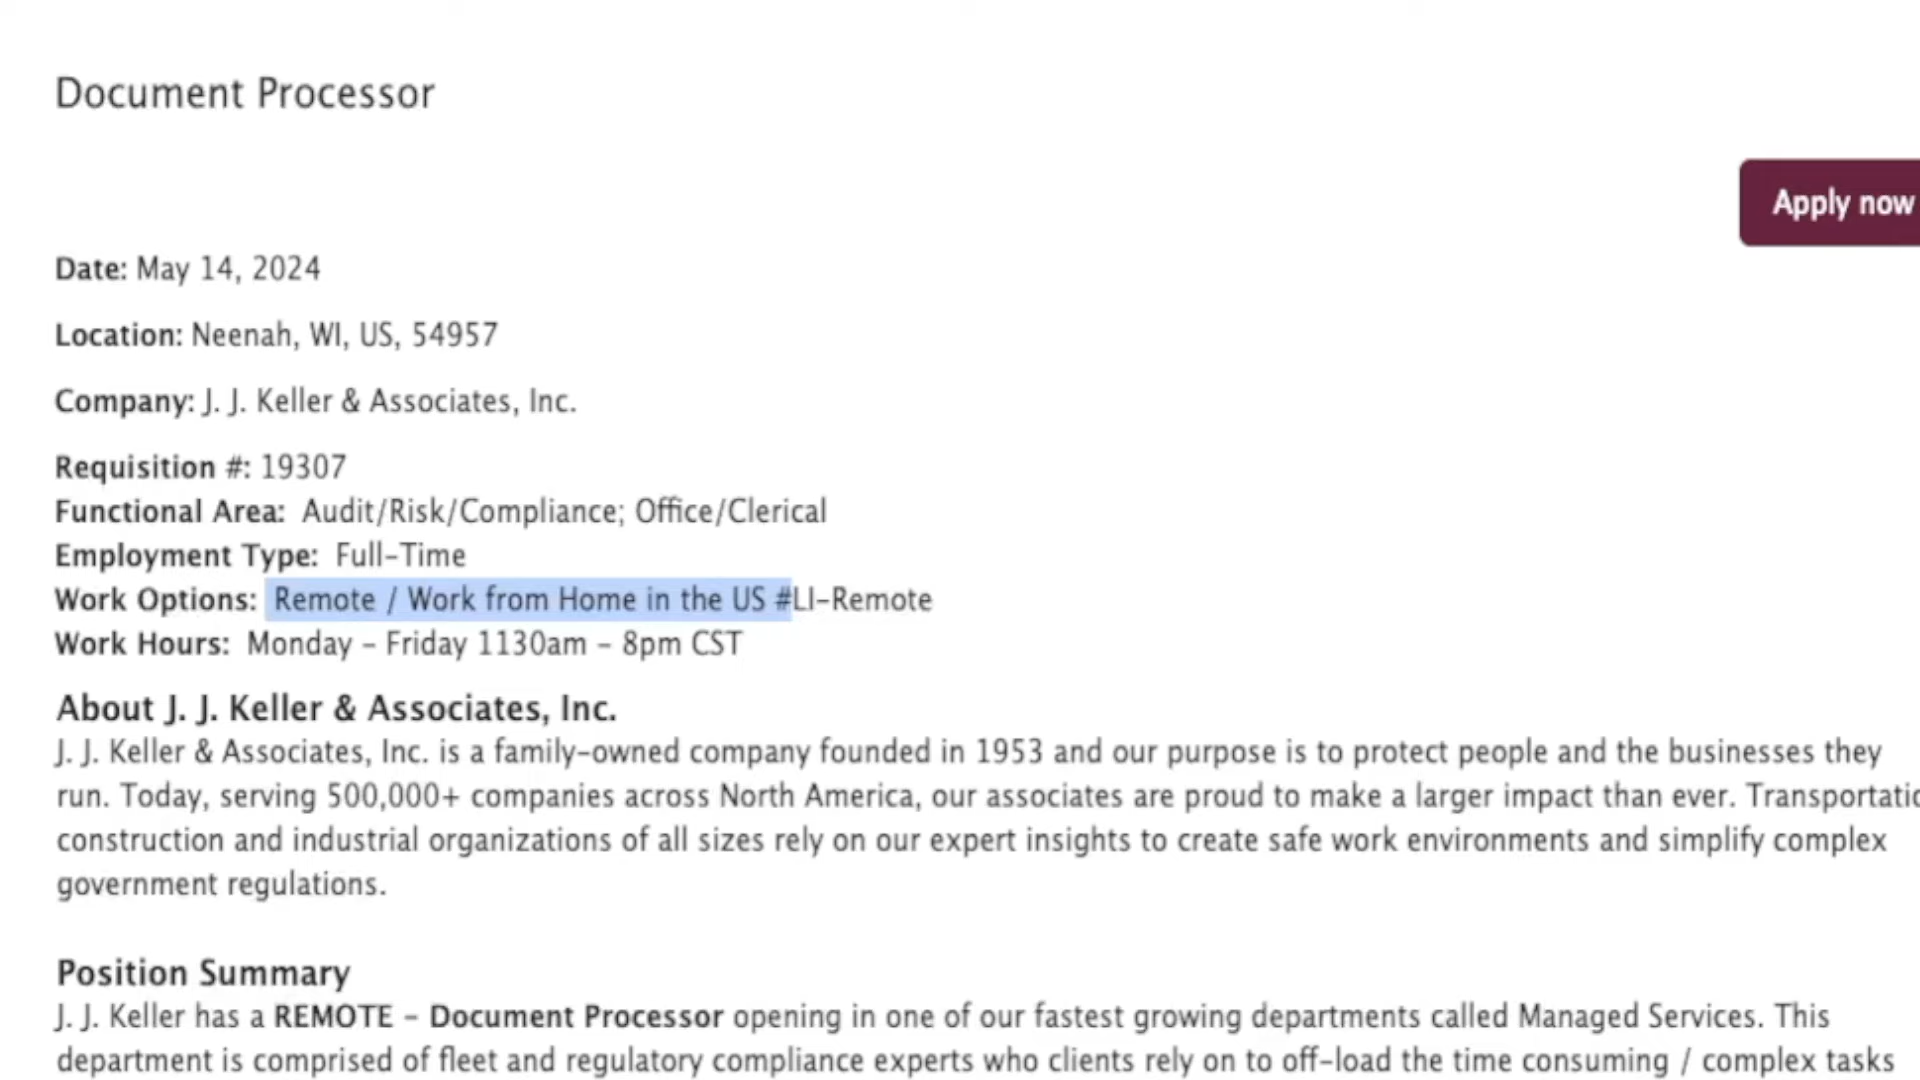 Document Processor
Apply now
Date: May 14, 2024
Location: Neenah, WI, US, 54957
Company: J. J. Keller & Associates, Inc.
Requisition #: 19307
Functional Area: Audit/Risk/Compliance; Office/Clerical
Employment Type: Full-Time
Work Options: Remote / Work from Home in the US #LI-Remote
Work Hours: Monday - Friday 1130am - 8pm CST
About J. J. Keller & Associates, Inc.
J. J. Keller & Associates, Inc. is a family-owned company founded in 1953 and our purpose is to protect people and the businesses they
run. Today, serving 500,000+ companies across North America, our associates are proud to make a larger impact than ever.
construction and industrial organizations of all sizes rely on our expert insights to create safe work environments and simplify complex
government regulations.
Position Summary
J. J. Keller has a REMOTE - Document Processor opening in one of our fastest growing departments called Managed Services. This
department is comprised of fleet and regulatory compliance experts who clients rely on to off-load the time consuming / complex tasks